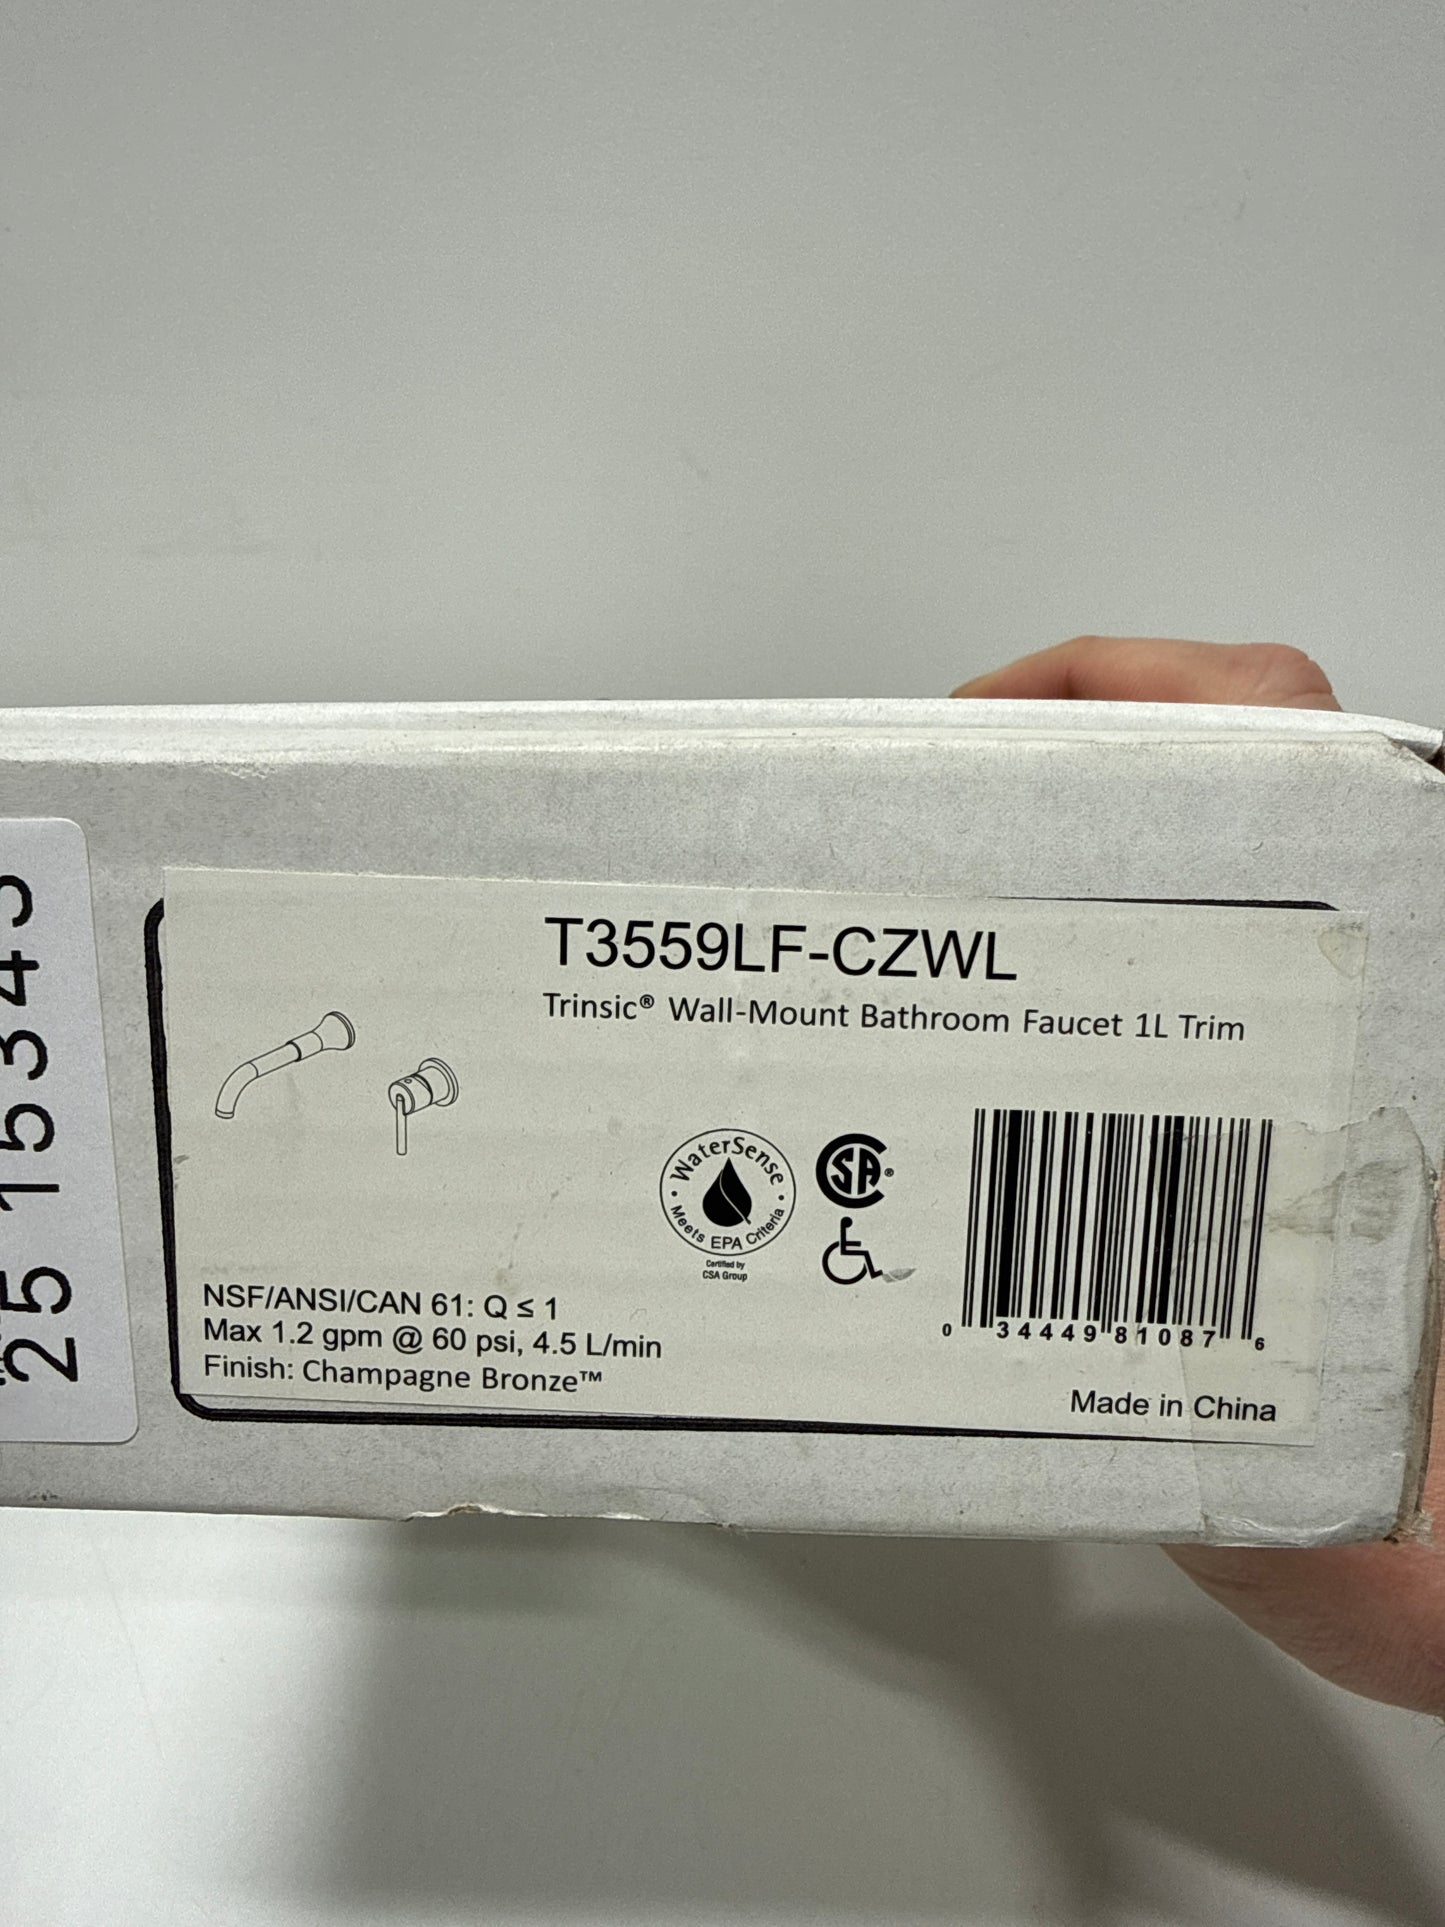 T3559LF-CZWL
Trinsic® Wall-Mount Bathroom Faucet 1L Trim
WaterSense
Meets EPA Criteria
Certified by
CSA Group
SA®
NSF/ANSI/CAN 61: Q ≤ 1
Max 1.2 gpm @ 60 psi, 4.5 L/min
Finish: Champagne Bronze™
0 34449 81087 6
Made in China